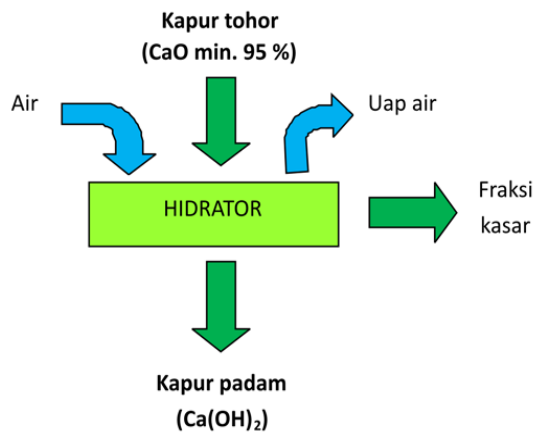 Kapur tohor
(CaO min. 95 %)
Air
Uap air
HIDRATOR
Fraksi
kasar
Kapur padam
(Ca(OH)₂)